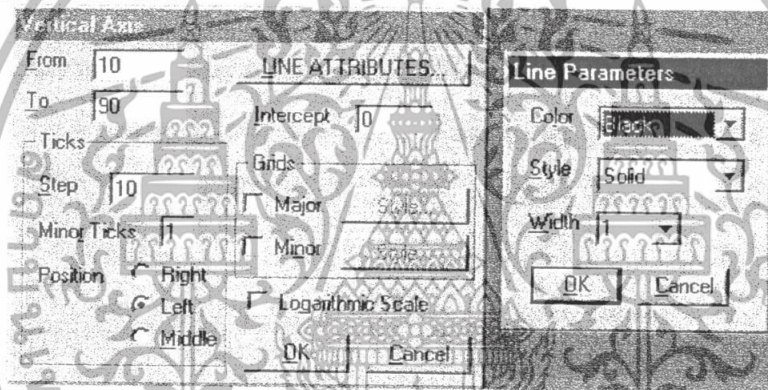 Vertical Axis
From 10
LINE ATTRIBUTES...
To 90
Intercept 0
Ticks
Grids
Step 10
Major Style...
Minor Ticks 1
Minor Style...
Position Right
Left
Middle
Logarithmic Scale
OK Cancel
Line Parameters
Color Black
Style Solid
Width 1
OK Cancel